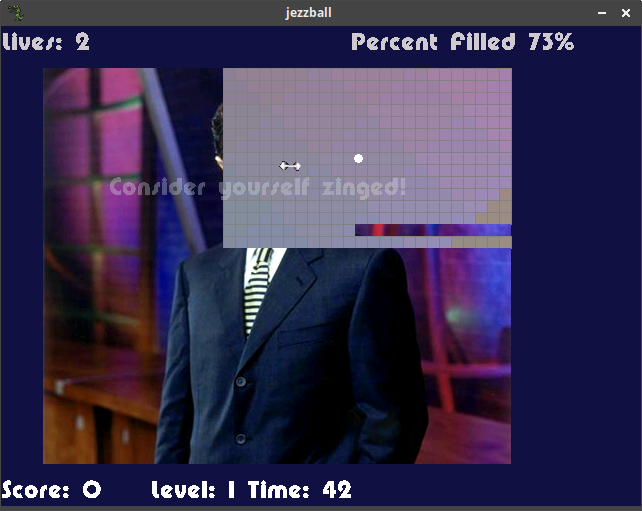 jezzball
Lives: 2 Percent Filled 73%
Consider yourself zinged!
Score: 0 Level: 1 Time: 42